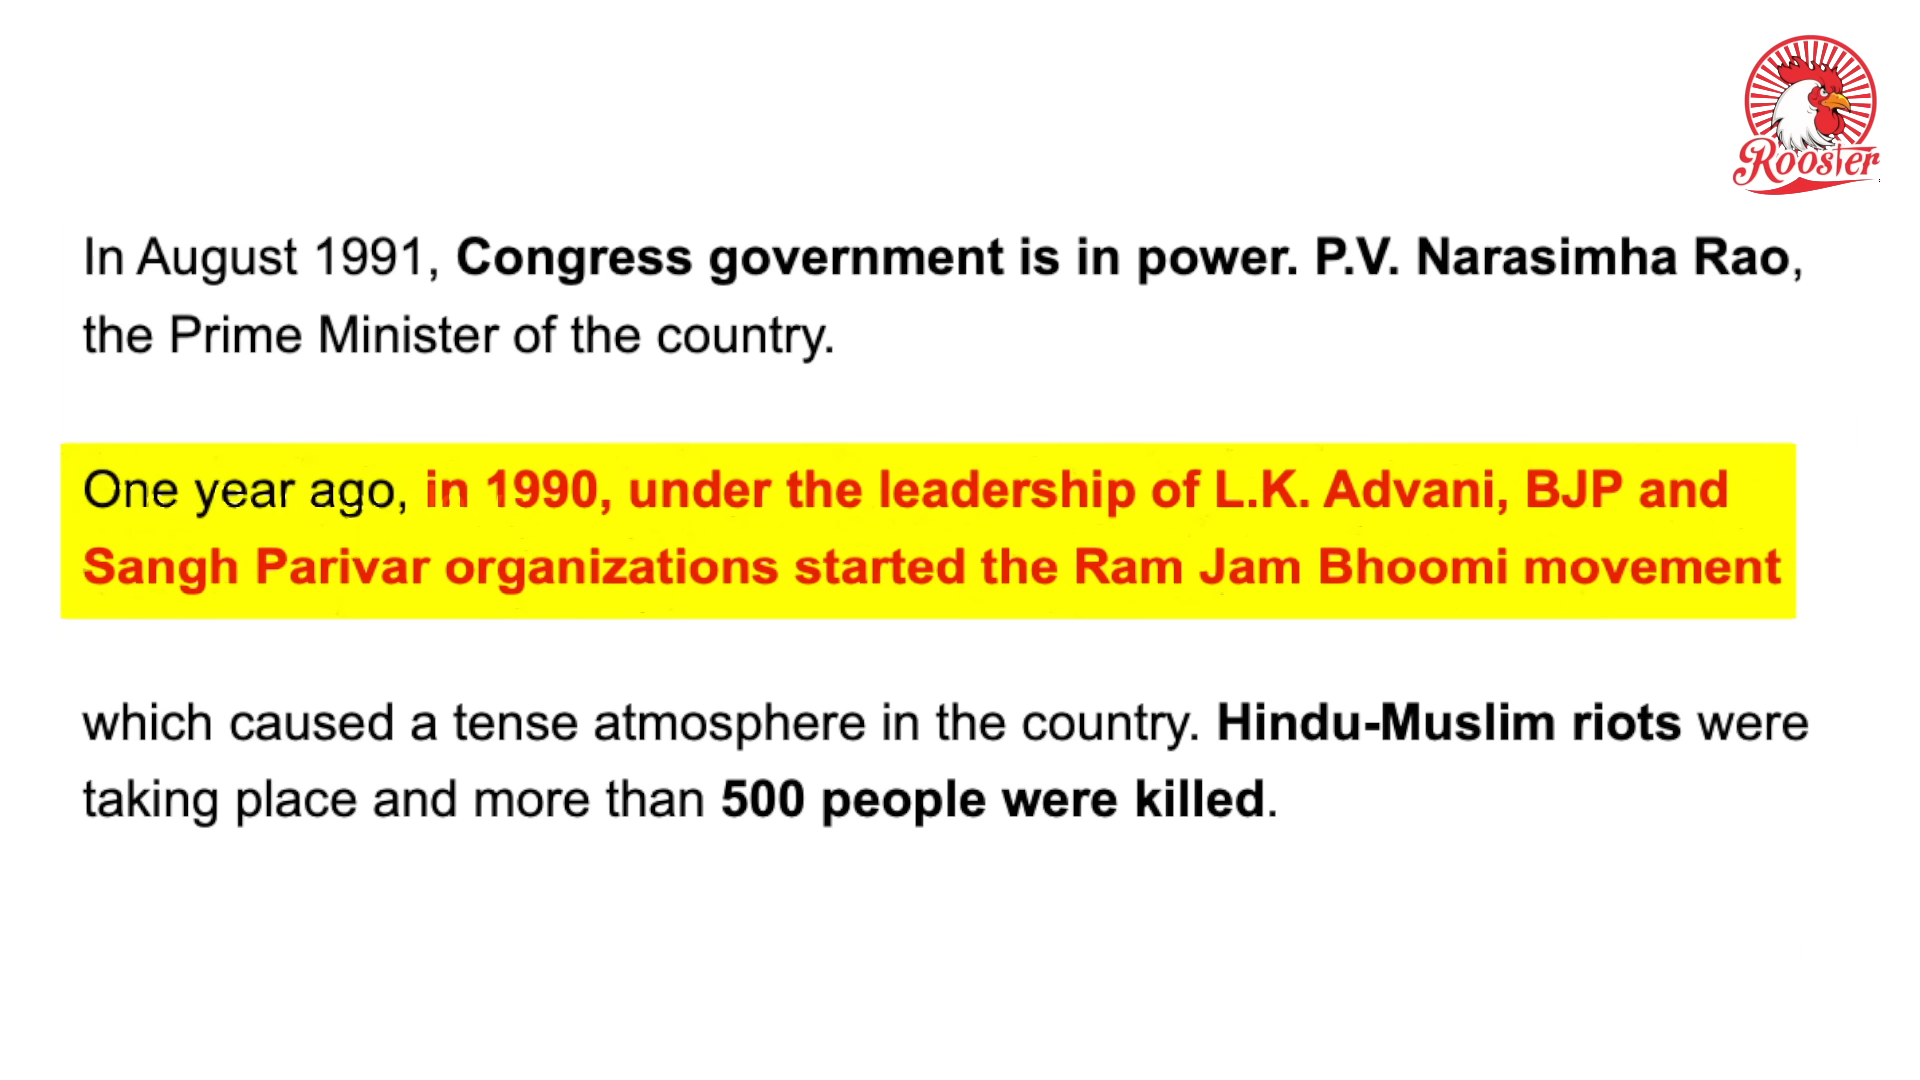 Rooster
In August 1991, Congress government is in power. P.V. Narasimha Rao,
the Prime Minister of the country.
One year ago, in 1990, under the leadership of L.K. Advani, BJP and
Sangh Parivar organizations started the Ram Jam Bhoomi movement
which caused a tense atmosphere in the country. Hindu-Muslim riots were
taking place and more than 500 people were killed.